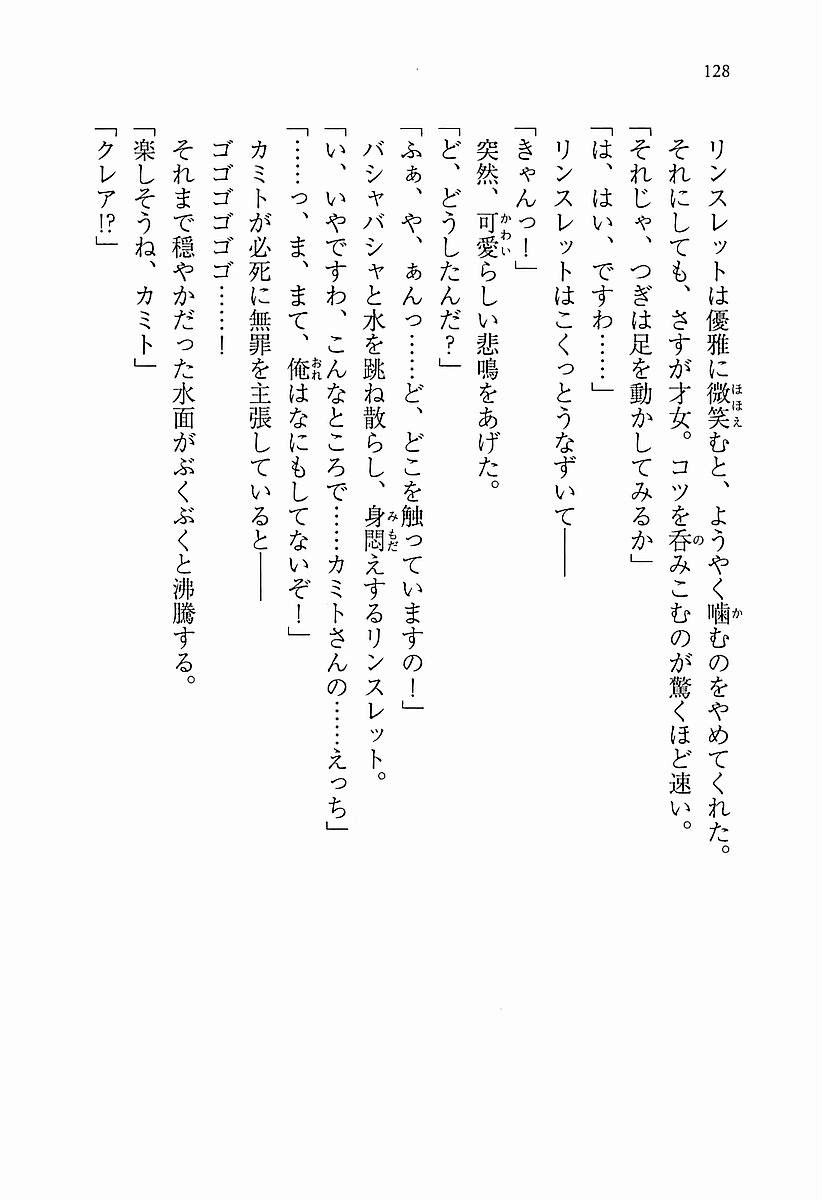 128
リンスレットは優雅に微笑むと、ようやく噛むのをやめてくれた。
それにしても、さすが才女。コツを呑みこむのが驚くほど速い。
「それじゃ、つぎは足を動かしてみるか」
「は、はい、ですわ……」
リンスレットはこくっとうなずいて――
「きゃんっ！」
突然、可愛らしい悲鳴をあげた。
「ど、どうしたんだ？」
「ふぁ、や、ぁんっ……ど、どこを触っていますの！」
バシャバシャと水を跳ね散らし、身悶えするリンスレット。
「い、いやですわ、こんなところで……カミトさんの……えっち」
「……っ、ま、まて、俺はなにもしてないぞ！」
カミトが必死に無罪を主張していると――
ゴゴゴゴゴゴ……！
それまで穏やかだった水面がぶくぶくと沸騰する。
「楽しそうね、カミト」
「クレア!?」